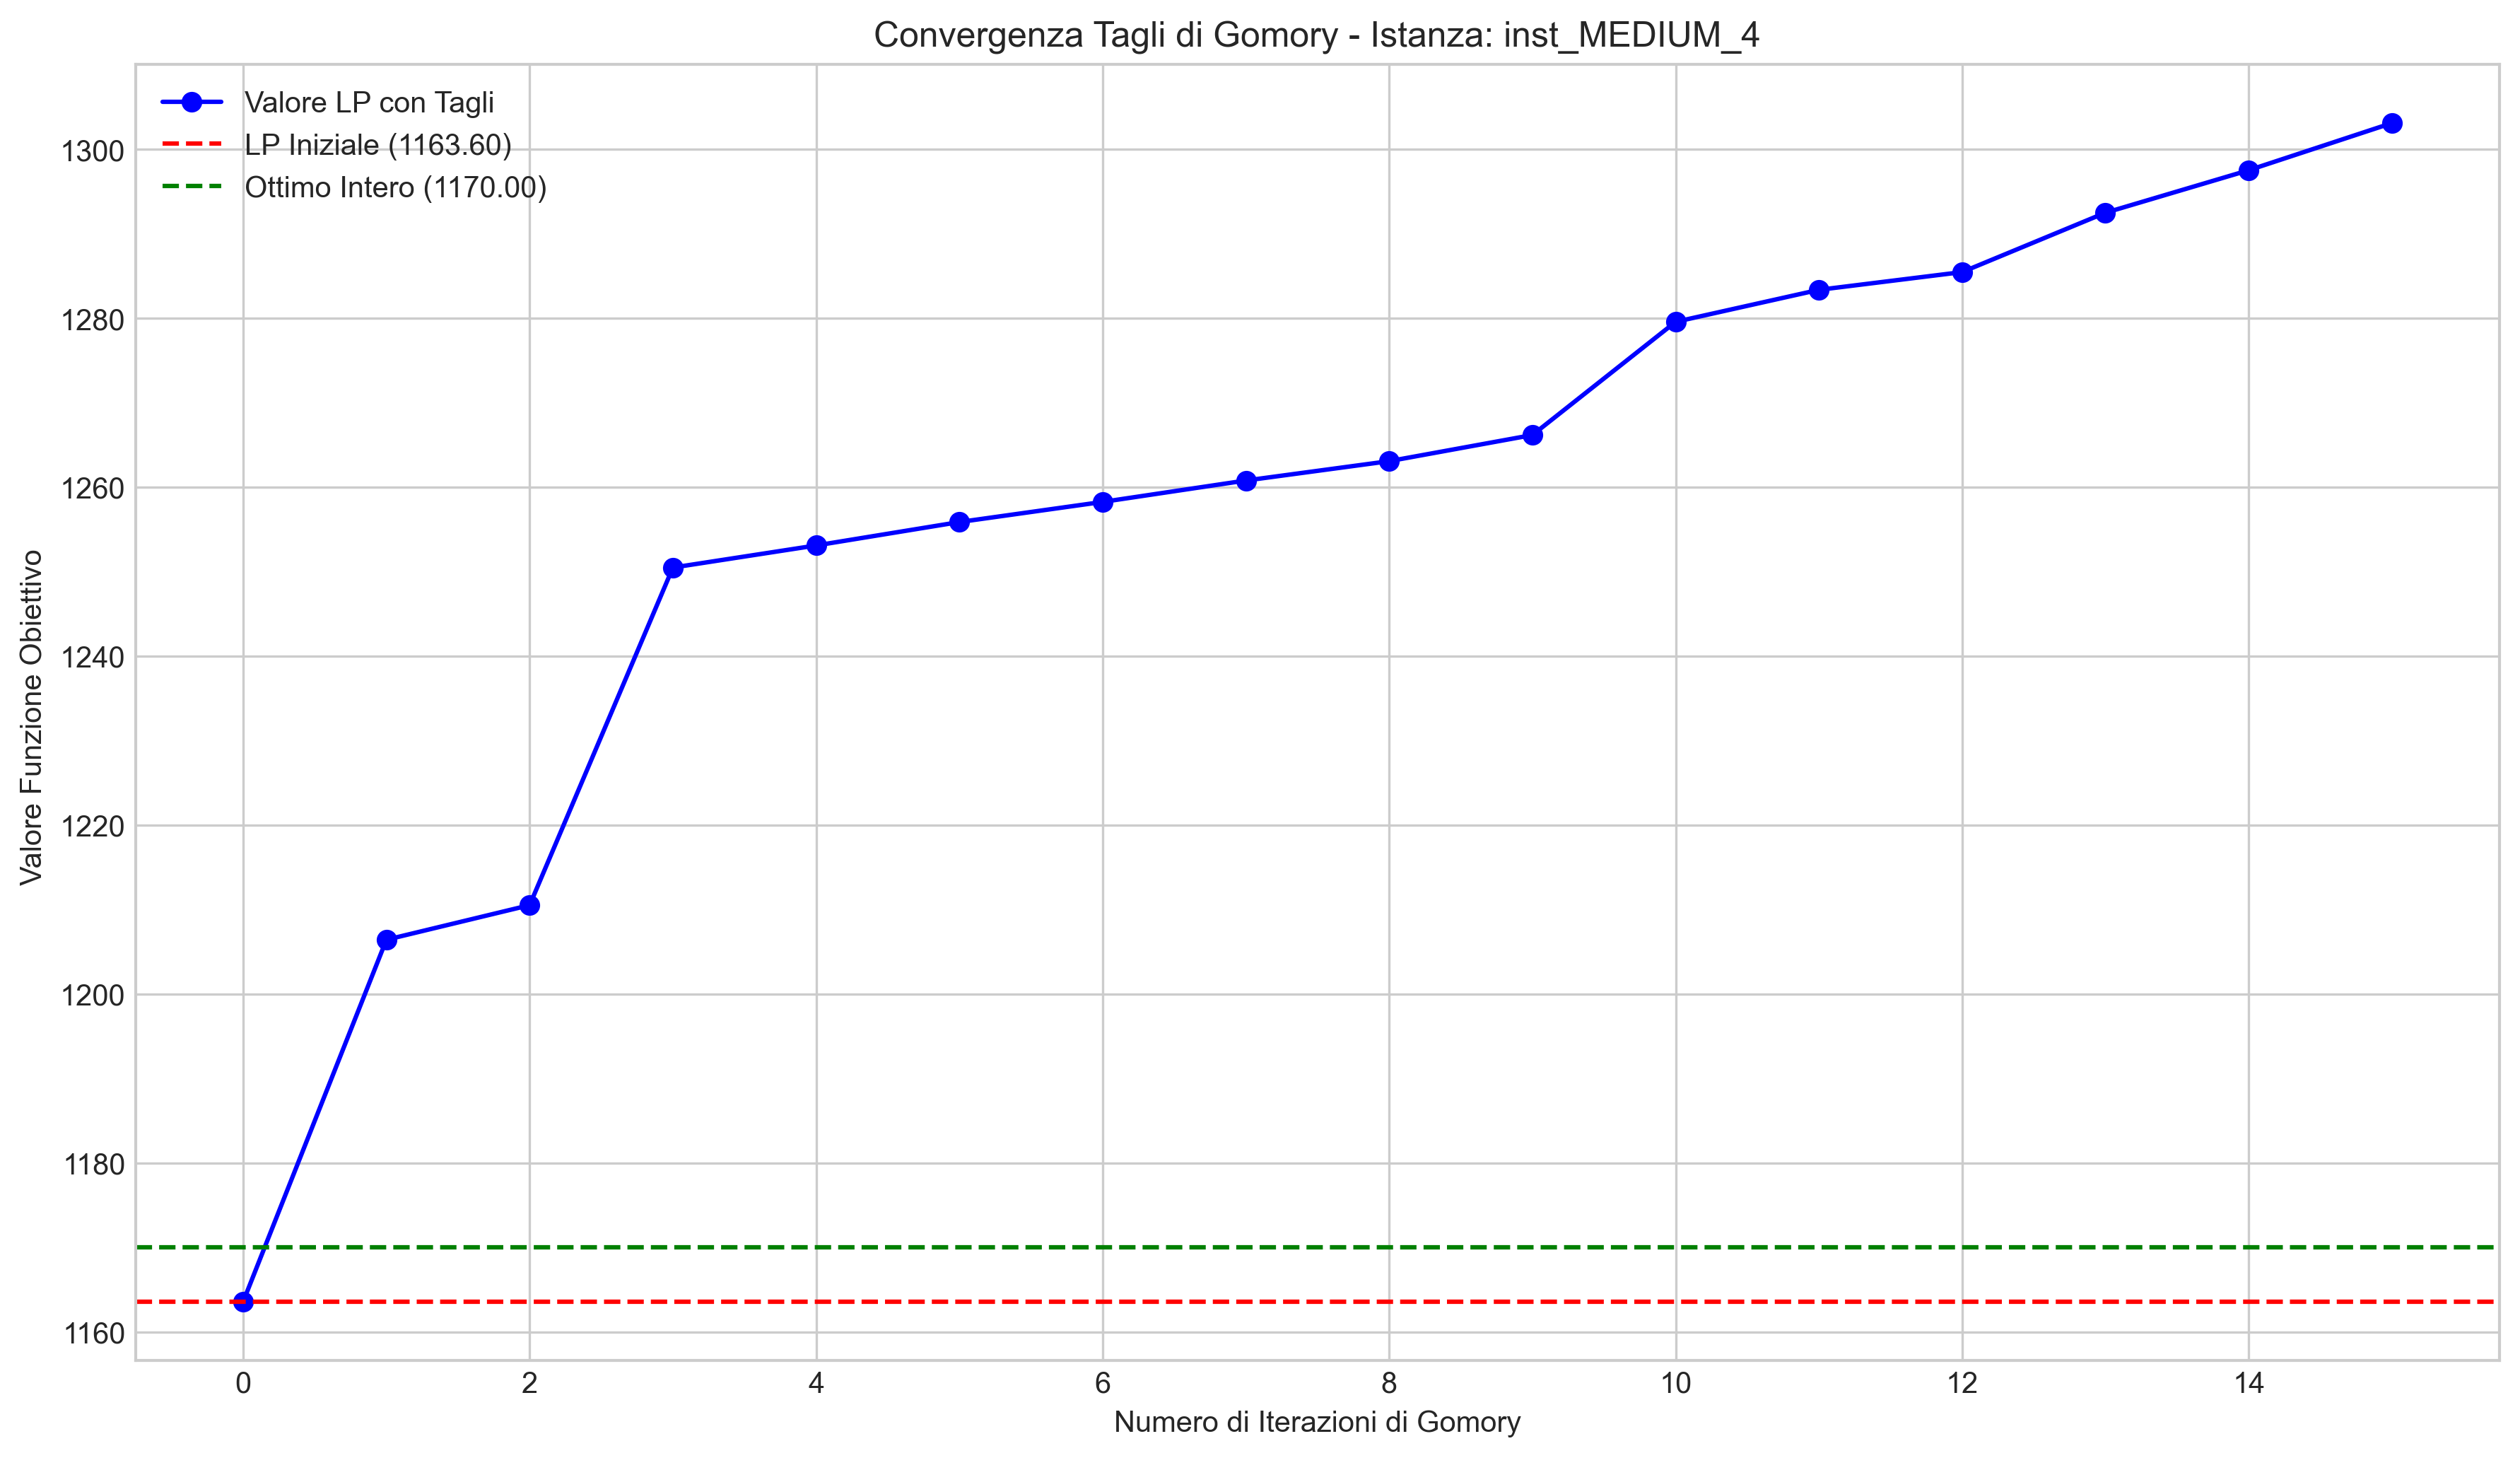 Convergenza Tagli di Gomory - Istanza: inst_MEDIUM_4
Valore LP con Tagli
LP Iniziale (1163.60)
Ottimo Intero (1170.00)
Valore Funzione Obiettivo
1300
1280
1260
1240
1220
1200
1180
1160
0 2 4 6 8 10 12 14
Numero di Iterazioni di Gomory